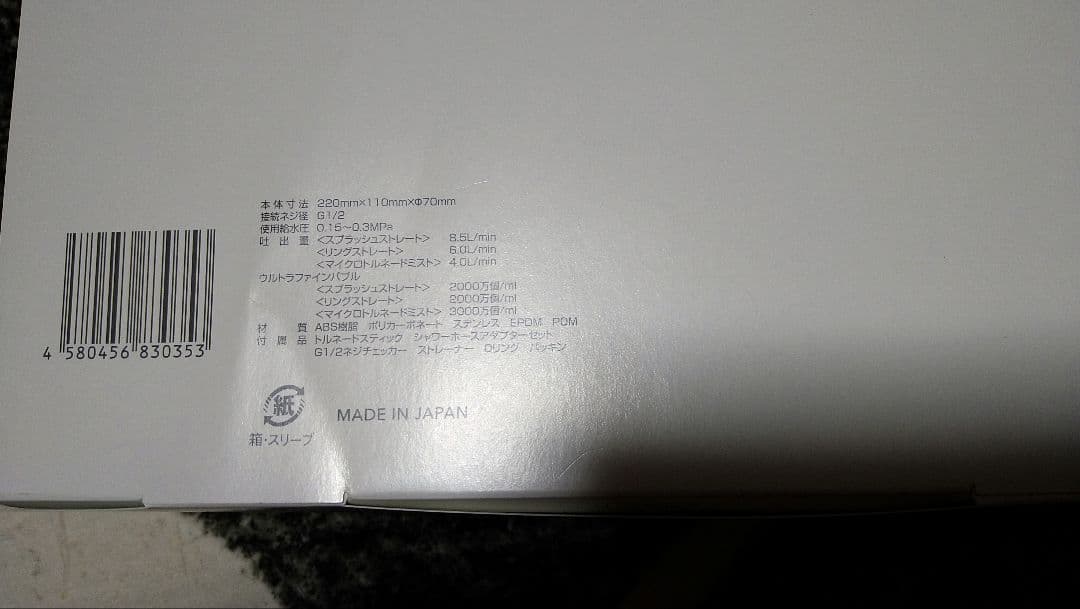 本体寸法 220mm×110mm×Φ70mm
接続ネジ径 G1/2
使用給水圧 0.15～0.3MPa
吐出量 <スプラッシュストレート> 8.5L/min
<リングストレート> 6.0L/min
<マイクロトルネードミスト> 4.0L/min
ウルトラファインバブル
<スプラッシュストレート> 2000万個/ml
<リングストレート> 2000万個/ml
<マイクロトルネードミスト> 3000万個/ml
材質 ABS樹脂 ポリカーボネート ステンレス EPDM POM
付属品 トルネードスティック シャワーホースアダプターセット
G1/2ネジチェッカー ストレーナー Oリング パッキン
4 580456 830353
紙
箱・スリーブ
MADE IN JAPAN